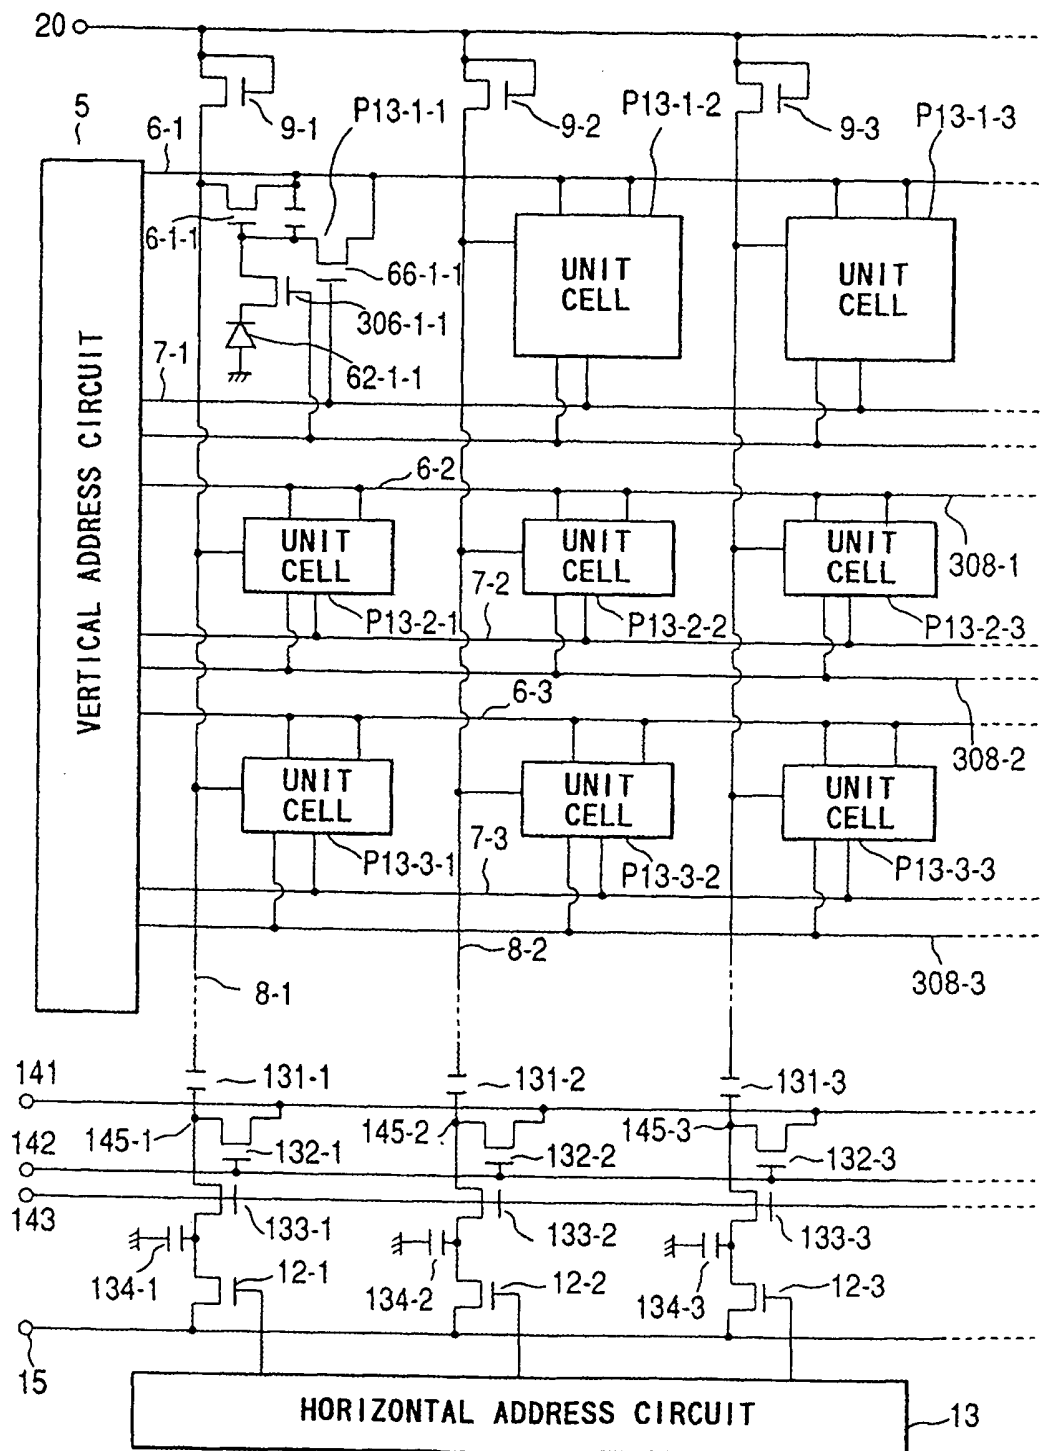 20
5
9-1
P13-1-1
9-2
P13-1-2
9-3
P13-1-3
6-1
6-1-1
66-1-1
UNIT
CELL
UNIT
CELL
306-1-1
62-1-1
7-1
VERTICAL ADDRESS CIRCUIT
6-2
UNIT
CELL
UNIT
CELL
UNIT
CELL
308-1
7-2
P13-2-1
P13-2-2
P13-2-3
6-3
308-2
UNIT
CELL
UNIT
CELL
UNIT
CELL
7-3
P13-3-1
P13-3-2
P13-3-3
8-1
8-2
308-3
141
131-1
131-2
131-3
145-1
145-2
145-3
142
132-1
132-2
132-3
143
133-1
133-2
133-3
134-1
12-1
134-2
12-2
134-3
12-3
15
HORIZONTAL ADDRESS CIRCUIT
13